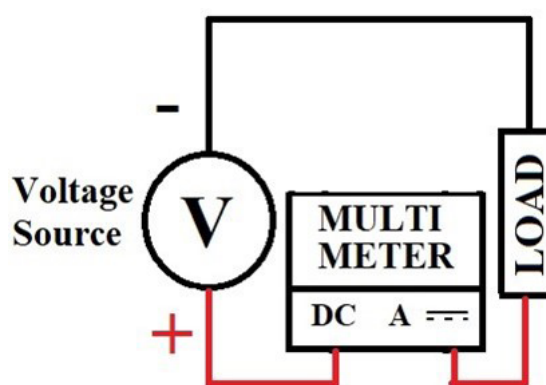 -
Voltage
Source
V
+
MULTI
METER
DC A ⎓
LOAD